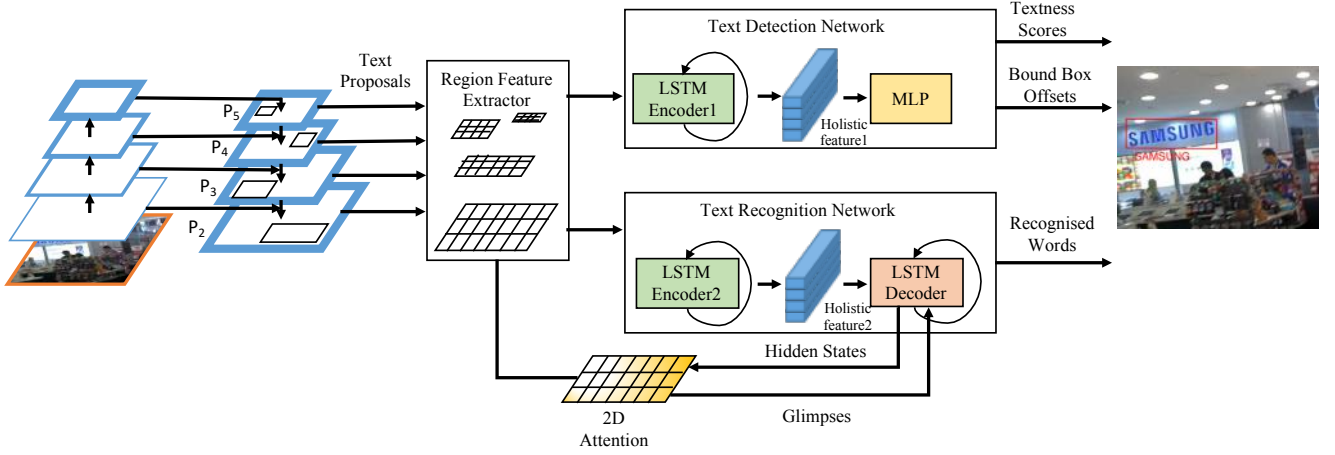 Text
Proposals
P5
P4
P3
P2
Region Feature
Extractor
Text Detection Network
LSTM
Encoder1
Holistic
feature1
MLP
Textness
Scores
Bound Box
Offsets
SAMSUNG
SAMSUNG
Text Recognition Network
LSTM
Encoder2
Holistic
feature2
LSTM
Decoder
Recognised
Words
Hidden States
Glimpses
2D
Attention